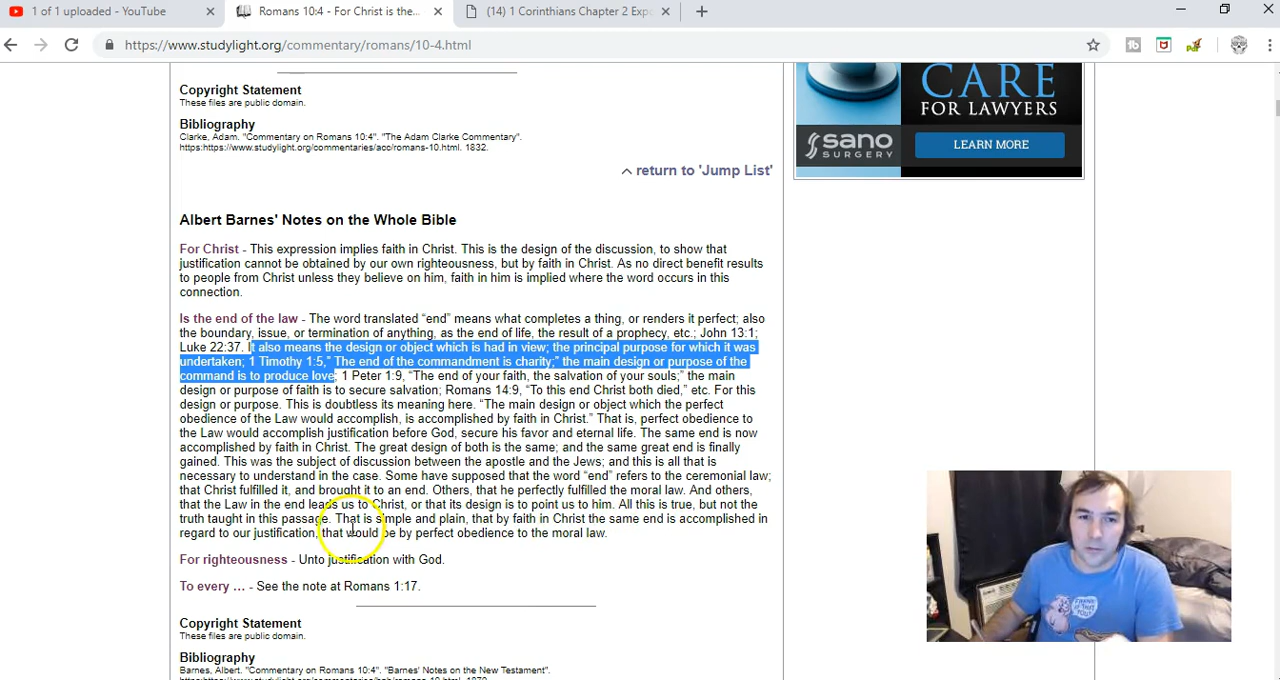 1 of 1 uploaded - YouTube
Romans 10:4 - For Christ is the...
(14) 1 Corinthians Chapter 2 Exp
https://www.studylight.org/commentary/romans/10-4.html
Copyright Statement
These files are public domain.
Bibliography
Clarke, Adam. "Commentary on Romans 10:4". "The Adam Clarke Commentary".
https:https://www.studylight.org/commentaries/acc/romans-10.html. 1832.
return to 'Jump List'
CARE
FOR LAWYERS
SANO
SURGERY
LEARN MORE
Albert Barnes' Notes on the Whole Bible
For Christ - This expression implies faith in Christ. This is the design of the discussion, to show that
justification cannot be obtained by our own righteousness, but by faith in Christ. As no direct benefit results
to people from Christ unless they believe on him, faith in him is implied where the word occurs in this
connection.
Is the end of the law - The word translated “end” means what completes a thing, or renders it perfect; also
the boundary, issue, or termination of anything, as the end of life, the result of a prophecy, etc.; John 13:1;
Luke 22:37. It also means the design or object which is had in view; the principal purpose for which it was
undertaken; 1 Timothy 1:5,” The end of the commandment is charity;” the main design or purpose of the
command is to produce love; 1 Peter 1:9, “The end of your faith, the salvation of your souls;” the main
design or purpose of faith is to secure salvation; Romans 14:9, “To this end Christ both died,” etc. For this
design or purpose. This is doubtless its meaning here. “The main design or object which the perfect
obedience of the Law would accomplish, is accomplished by faith in Christ.” That is, perfect obedience to
the Law would accomplish justification before God, secure his favor and eternal life. The same end is now
accomplished by faith in Christ. The great design of both is the same; and the same great end is finally
gained. This was the subject of discussion between the apostle and the Jews; and this is all that is
necessary to understand in the case. Some have supposed that the word “end” refers to the ceremonial law;
that Christ fulfilled it, and brought it to an end. Others, that he perfectly fulfilled the moral law. And others,
that the Law in the end leads us to Christ, or that its design is to point us to him. All this is true, but not the
truth taught in this passage. That is simple and plain, that by faith in Christ the same end is accomplished in
regard to our justification, that would be by perfect obedience to the moral law.
For righteousness - Unto justification with God.
To every … - See the note at Romans 1:17.
Copyright Statement
These files are public domain.
Bibliography
Barnes, Albert. "Commentary on Romans 10:4". "Barnes' Notes on the New Testament".